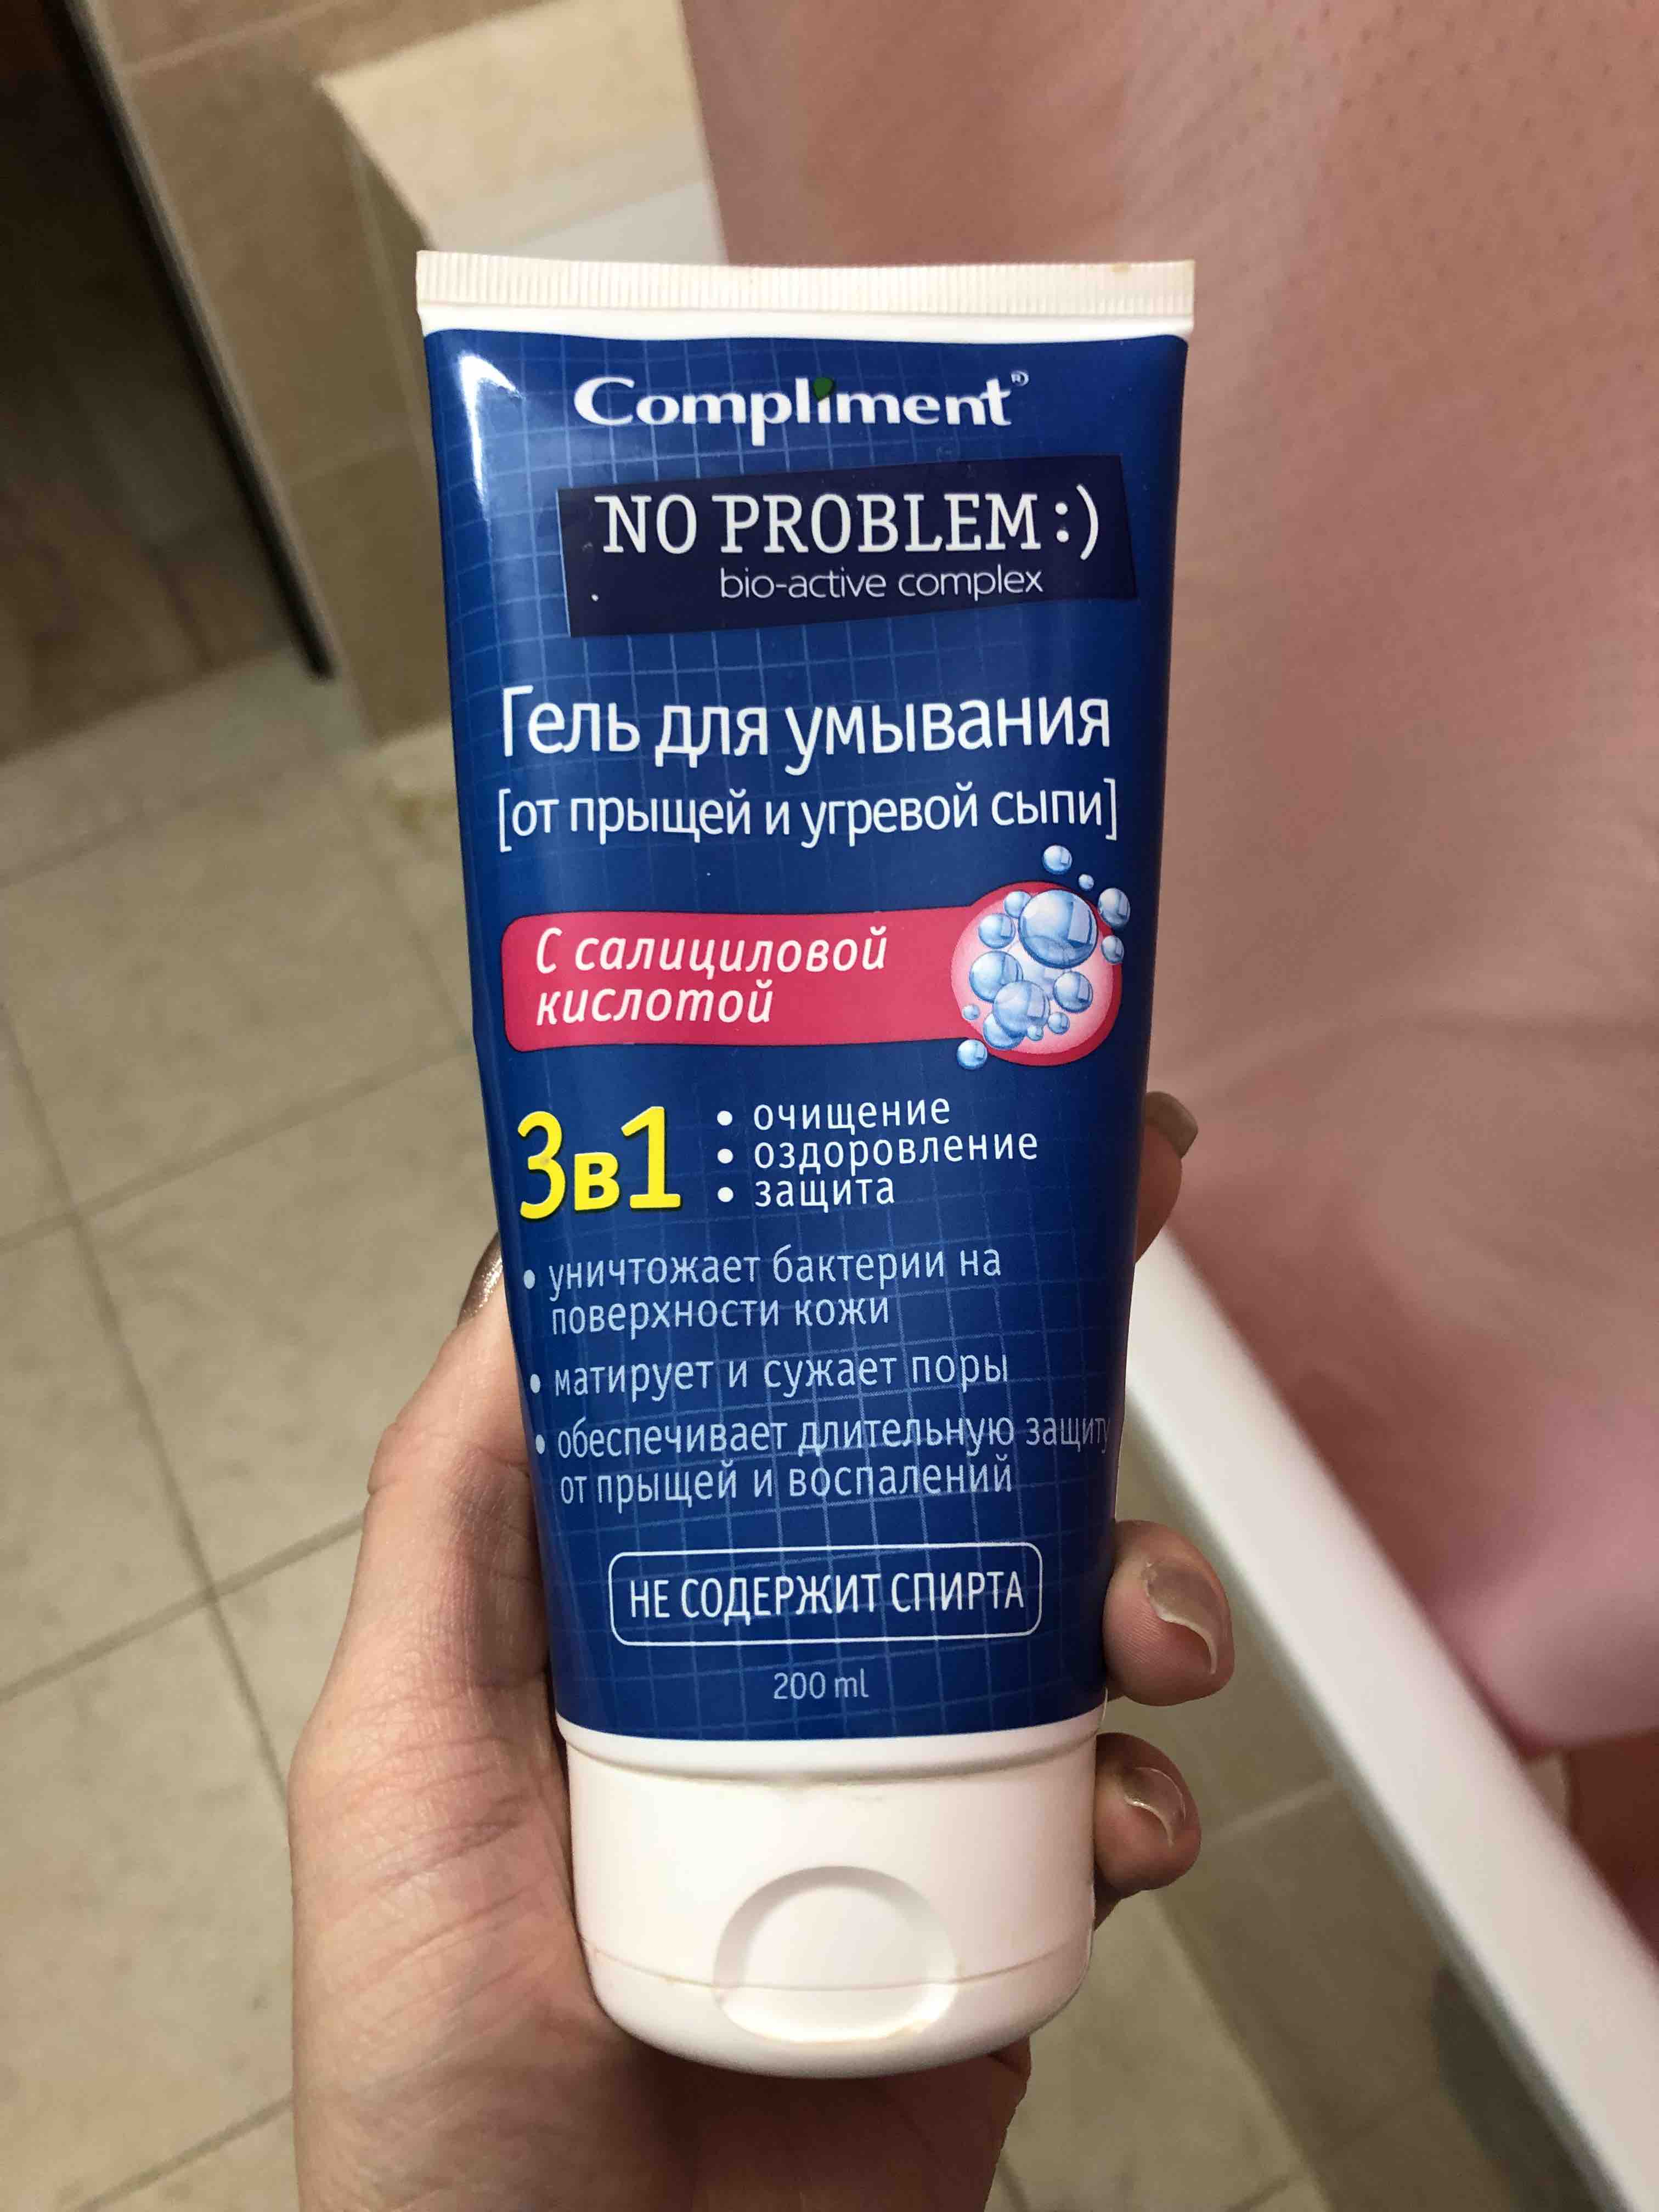 Compliment®
NO PROBLEM :)
bio-active complex
Гель для умывания
[от прыщей и угревой сыпи]
С салициловой
кислотой
3в1
• очищение
• оздоровление
• защита
• уничтожает бактерии на
поверхности кожи
• матирует и сужает поры
• обеспечивает длительную защиту
от прыщей и воспалений
НЕ СОДЕРЖИТ СПИРТА
200 ml